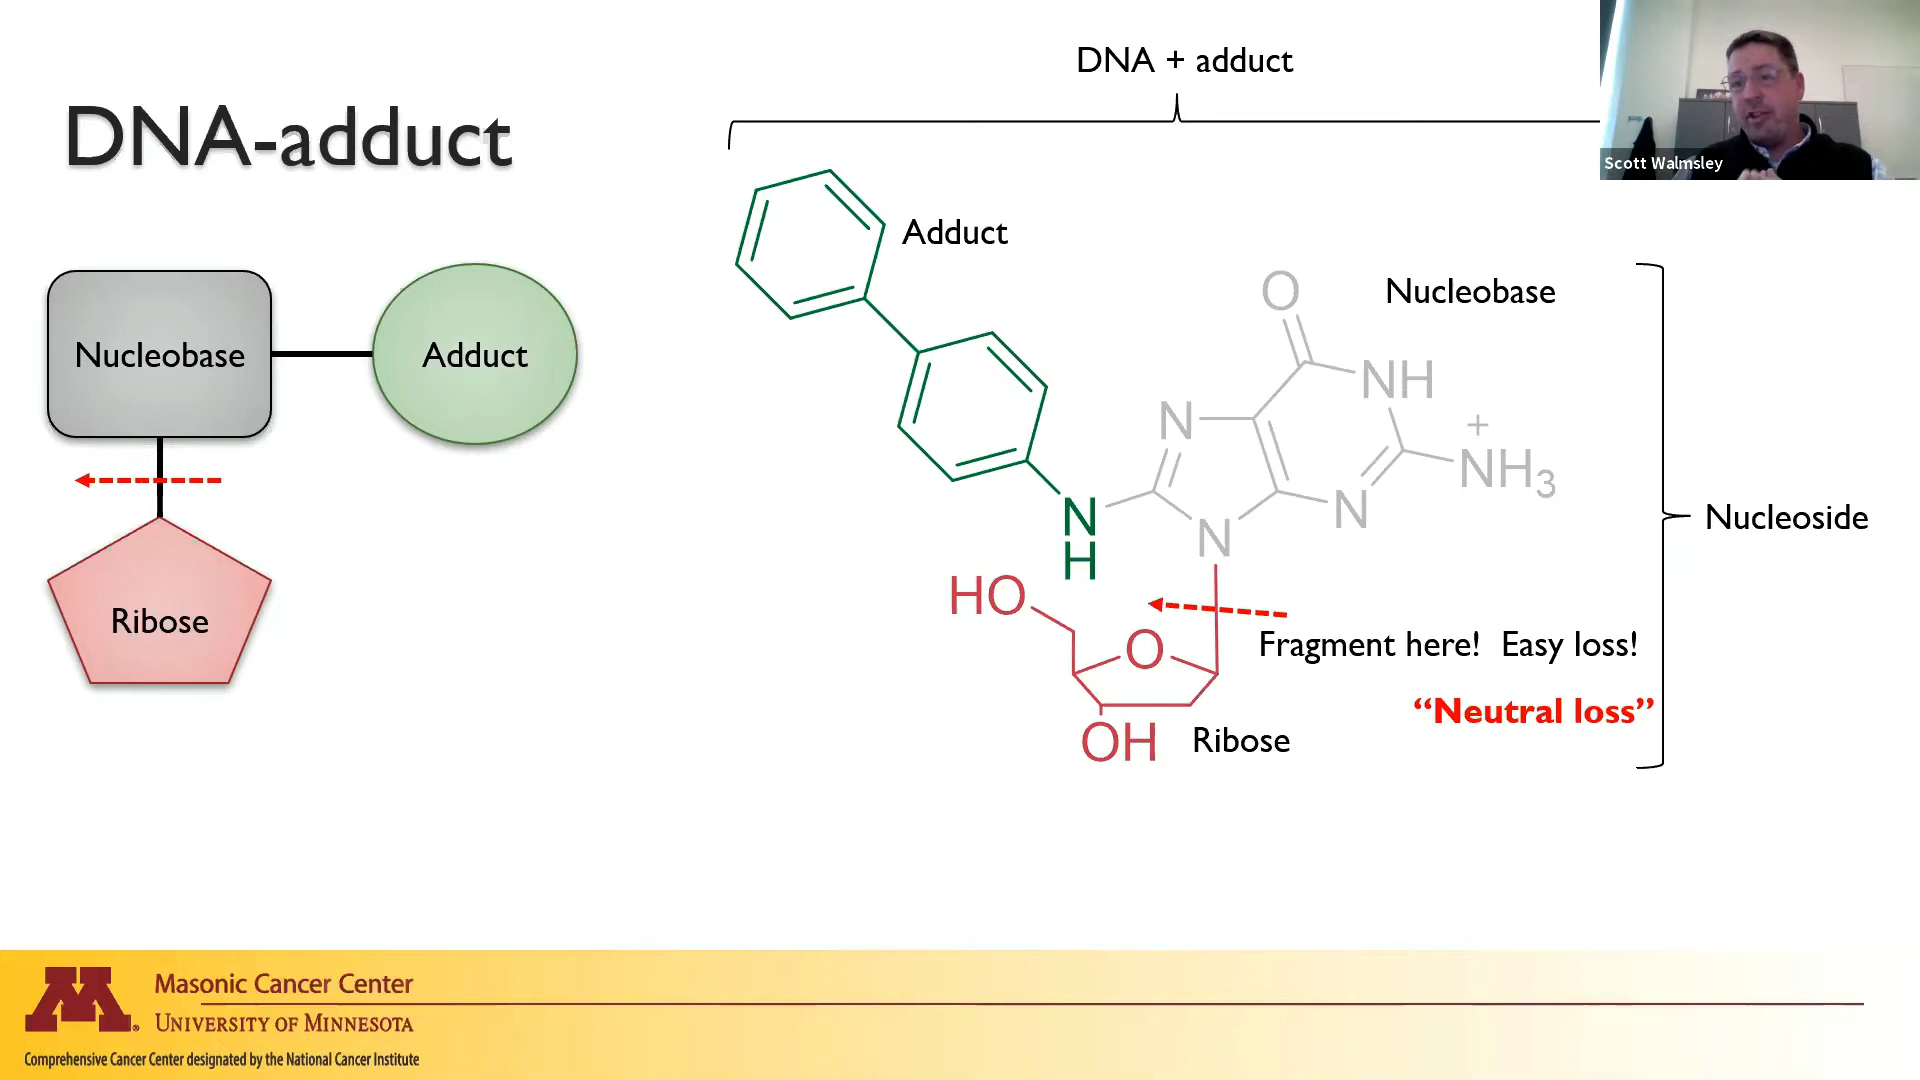 DNA + adduct
DNA-adduct
Scott Walmsley
Adduct
Nucleobase
O
Nucleobase
Adduct
NH
N
+
NH3
N
N
N
H
Nucleoside
HO
Ribose
O
Fragment here! Easy loss!
“Neutral loss”
OH
Ribose
M
Masonic Cancer Center
UNIVERSITY OF MINNESOTA
Comprehensive Cancer Center designated by the National Cancer Institute